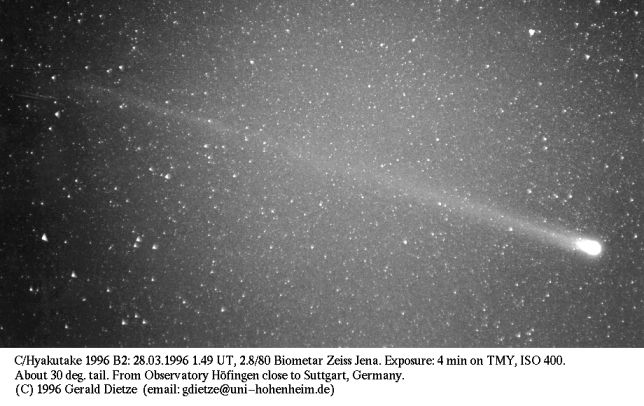 C/Hyakutake 1996 B2: 28.03.1996 1.49 UT, 2.8/80 Biometar Zeiss Jena. Exposure: 4 min on TMY, ISO 400.
About 30 deg. tail. From Observatory Höfingen close to Suttgart, Germany.
(C) 1996 Gerald Dietze (email: gdietze@uni-hohenheim.de)